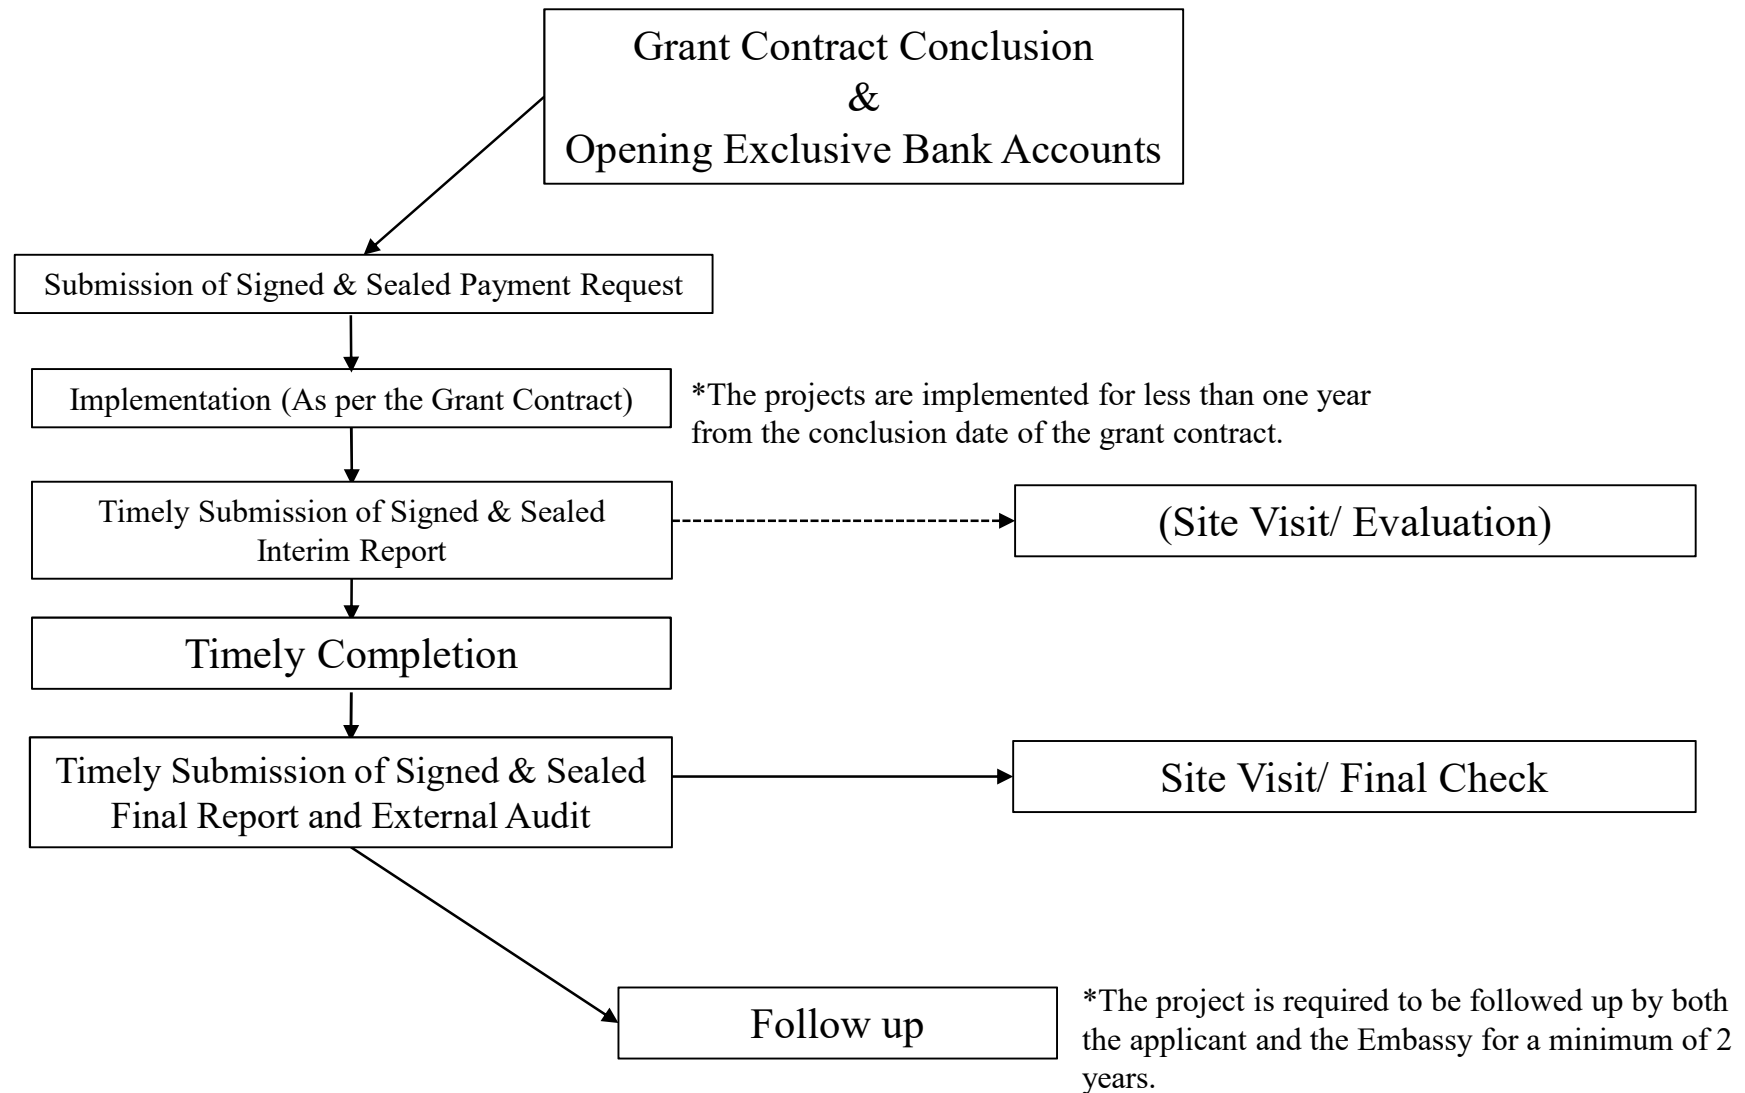 Grant Contract Conclusion
&
Opening Exclusive Bank Accounts
Submission of Signed & Sealed Payment Request
Implementation (As per the Grant Contract)
*The projects are implemented for less than one year
from the conclusion date of the grant contract.
Timely Submission of Signed & Sealed
Interim Report
(Site Visit/ Evaluation)
Timely Completion
Timely Submission of Signed & Sealed
Final Report and External Audit
Site Visit/ Final Check
Follow up
*The project is required to be followed up by both
the applicant and the Embassy for a minimum of 2
years.